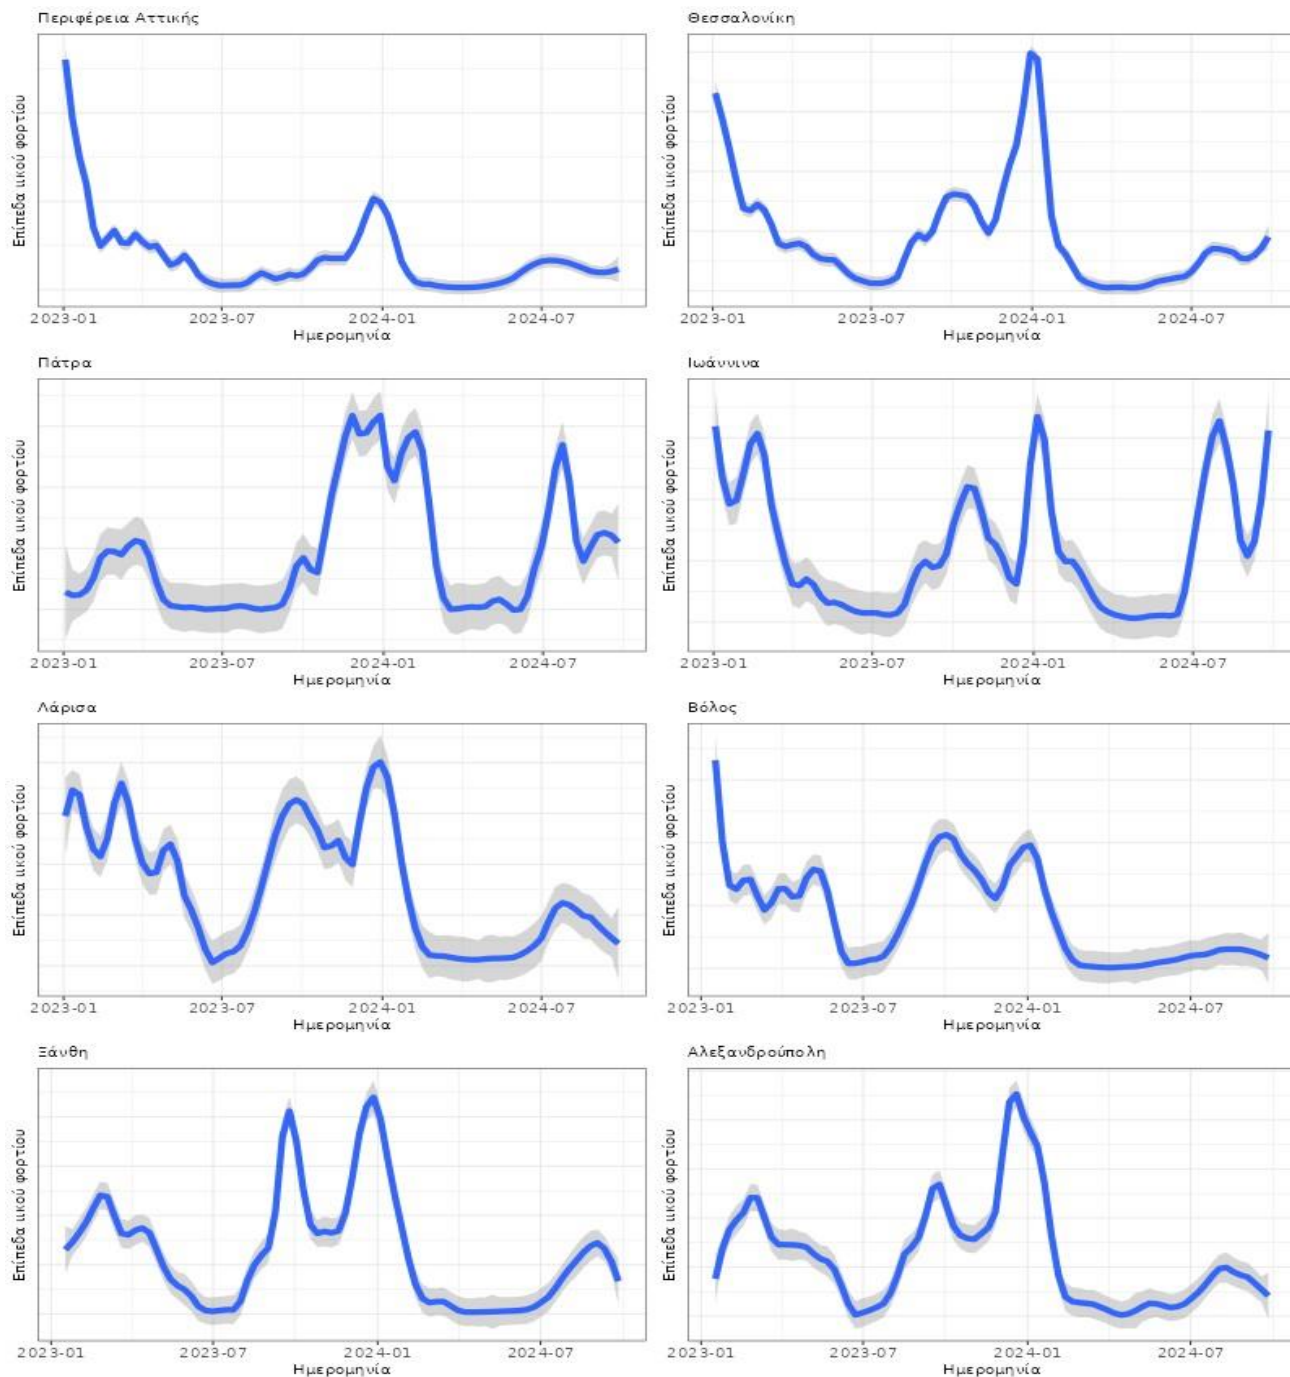 Περιφέρεια Αττικής
Επίπεδα ιικού φορτίου
2023-01 2023-07 2024-01 2024-07
Ημερομηνία
Θεσσαλονίκη
Επίπεδα ιικού φορτίου
2023-01 2023-07 2024-01 2024-07
Ημερομηνία
Πάτρα
Επίπεδα ιικού φορτίου
2023-01 2023-07 2024-01 2024-07
Ημερομηνία
Ιωάννινα
Επίπεδα ιικού φορτίου
2023-01 2023-07 2024-01 2024-07
Ημερομηνία
Λάρισα
Επίπεδα ιικού φορτίου
2023-01 2023-07 2024-01 2024-07
Ημερομηνία
Βόλος
Επίπεδα ιικού φορτίου
2023-01 2023-07 2024-01 2024-07
Ημερομηνία
Ξάνθη
Επίπεδα ιικού φορτίου
2023-01 2023-07 2024-01 2024-07
Ημερομηνία
Αλεξανδρούπολη
Επίπεδα ιικού φορτίου
2023-01 2023-07 2024-01 2024-07
Ημερομηνία